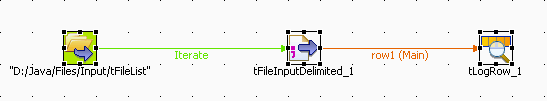 Iterate
row1 (Main)
"D:/Java/Files/Input/tFileList"
tFileInputDelimited_1
tLogRow_1